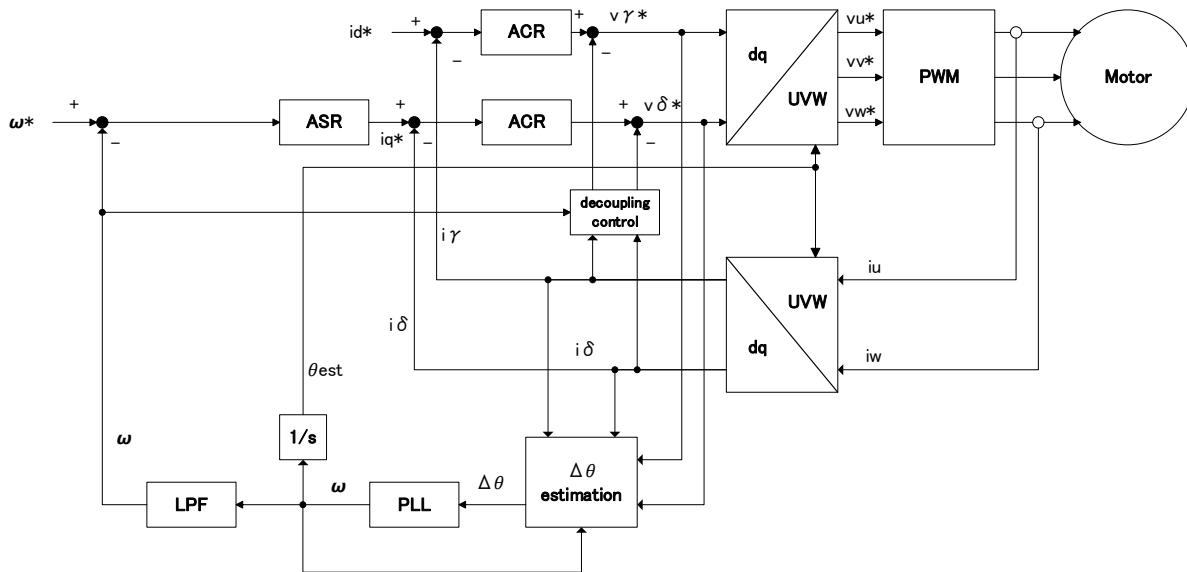 +
+
vγ*
vu*
id*
ACR
−
−
dq
vv*
PWM
Motor
UVW
+
+
+
vδ*
vw*
ω*
ASR
ACR
−
iq*
−
−
decoupling
control
iγ
iu
UVW
iδ
iδ
dq
iw
θest
ω
1/s
Δθ
estimation
ω
Δθ
LPF
PLL